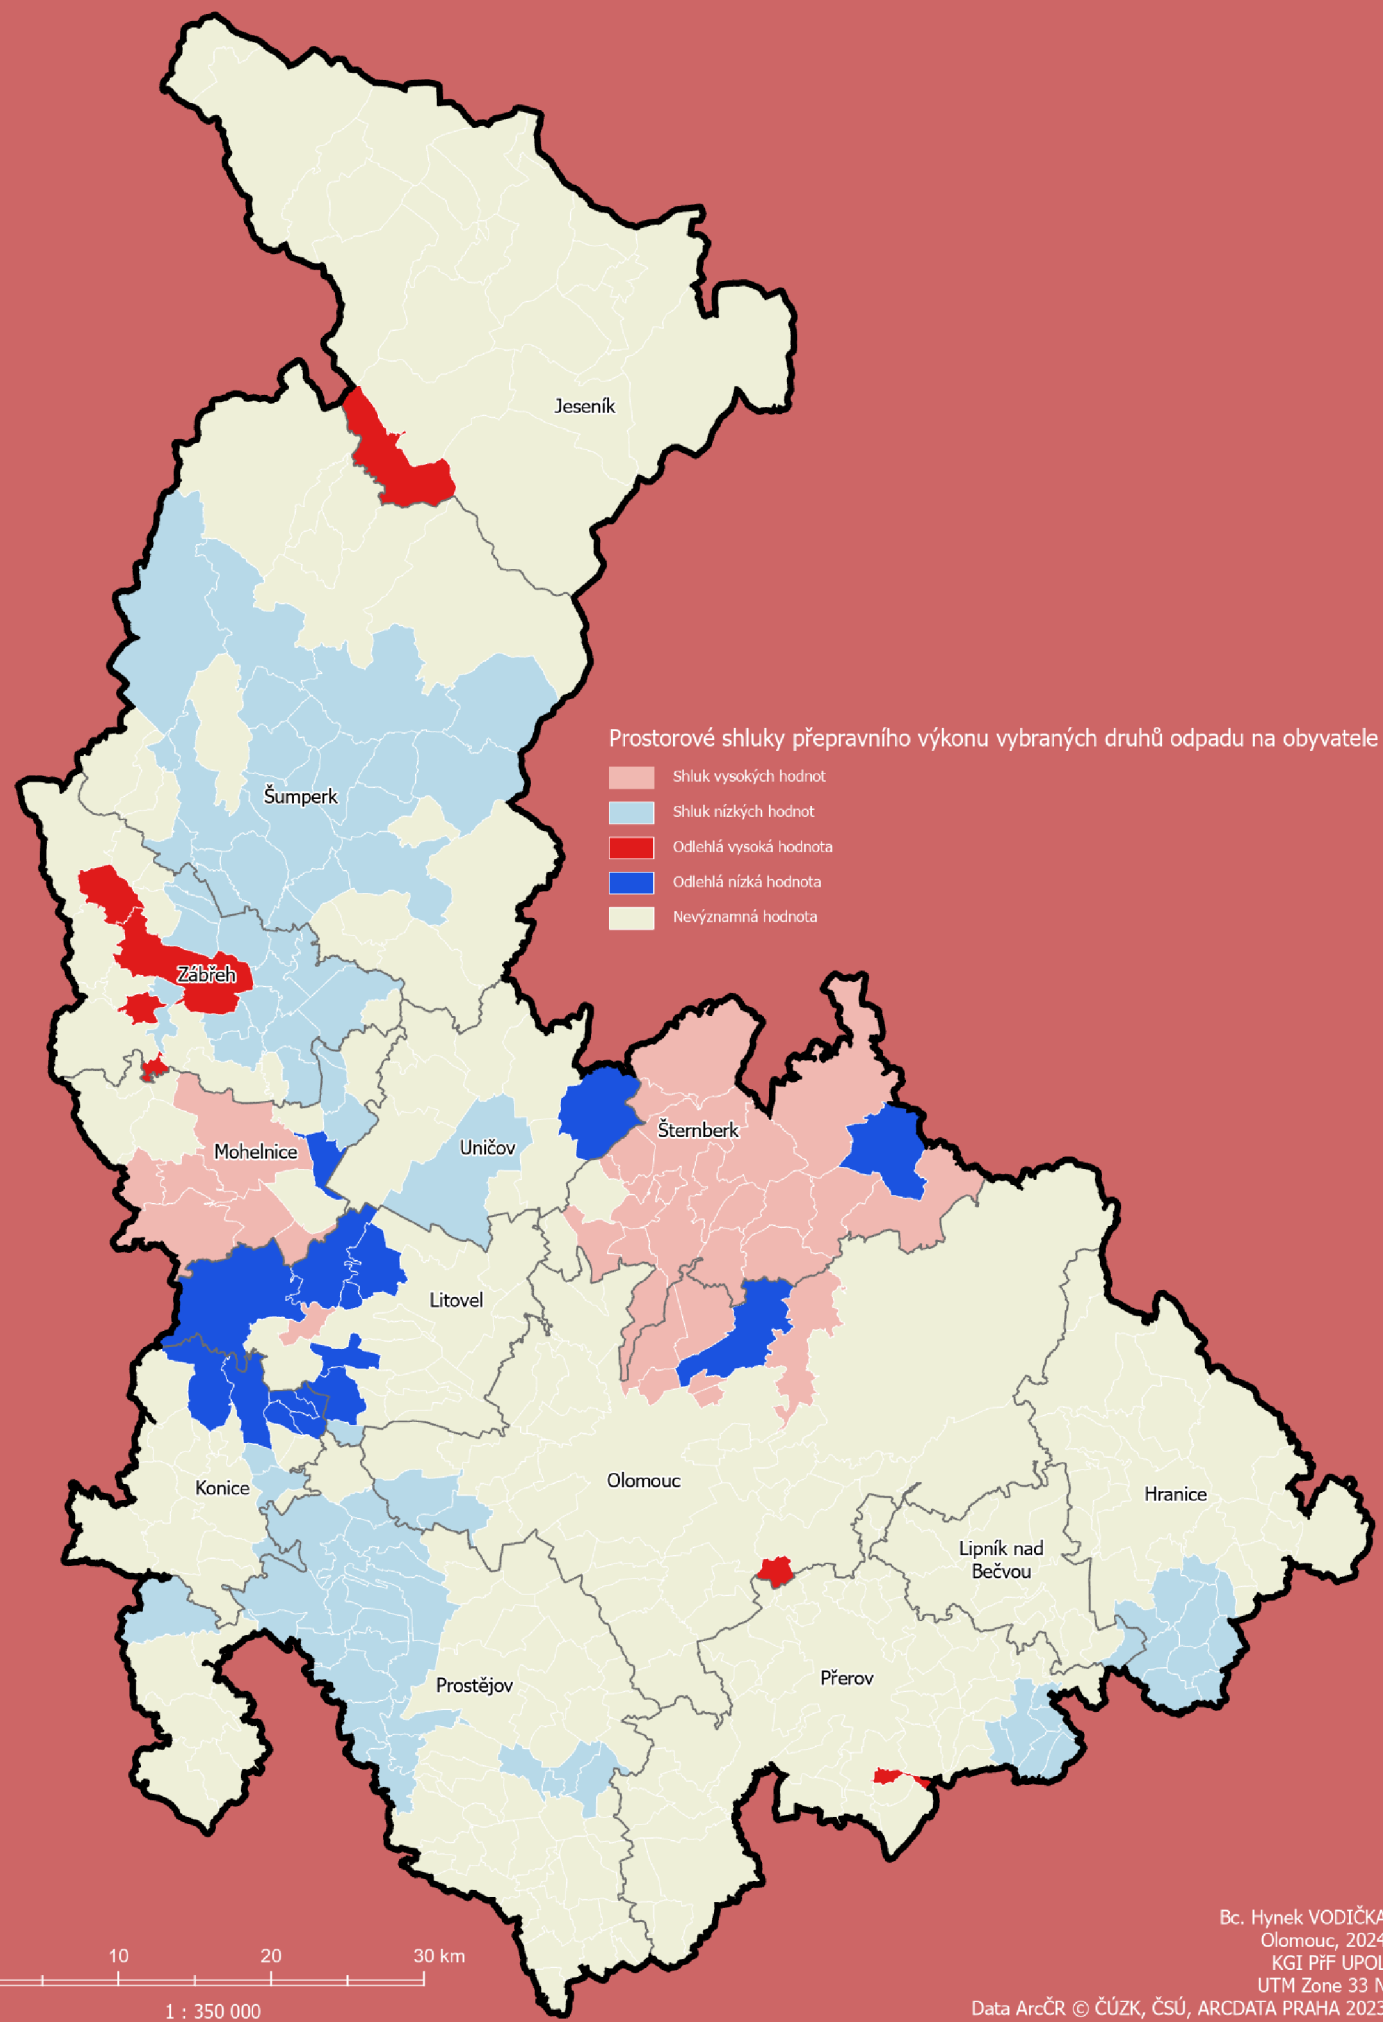 Jeseník
Prostorové shluky přepravního výkonu vybraných druhů odpadu na obyvatele
Shluk vysokých hodnot
Shluk nízkých hodnot
Odlehlá vysoká hodnota
Odlehlá nízká hodnota
Nevýznamná hodnota
Šumperk
Zábřeh
Šternberk
Uničov
Mohelnice
Litovel
Olomouc
Konice
Hranice
Lipník nad
Bečvou
Přerov
Prostějov
10 20 30 km
1 : 350 000
Bc. Hynek VODIČKA
Olomouc, 2024
KGI PřF UPOL
UTM Zone 33 N
Data ArcČR © ČÚZK, ČSÚ, ARCDATA PRAHA 2023